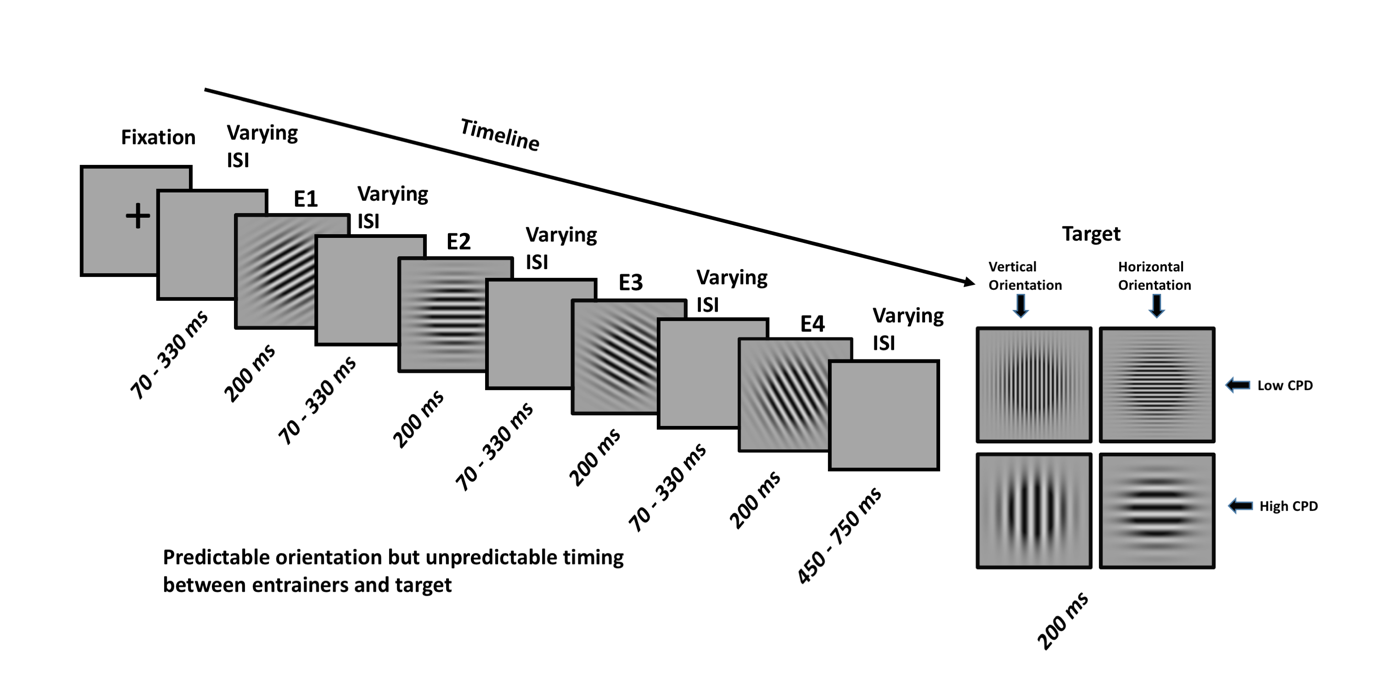 Timeline
Fixation
Varying
ISI
E1
Varying
ISI
E2
Varying
ISI
E3
Varying
ISI
E4
Varying
ISI
Target
Vertical
Orientation
Horizontal
Orientation
Low CPD
High CPD
70 - 330 ms
200 ms
70 - 330 ms
200 ms
70 - 330 ms
200 ms
70 - 330 ms
200 ms
450 - 750 ms
200 ms
Predictable orientation but unpredictable timing
between entrainers and target